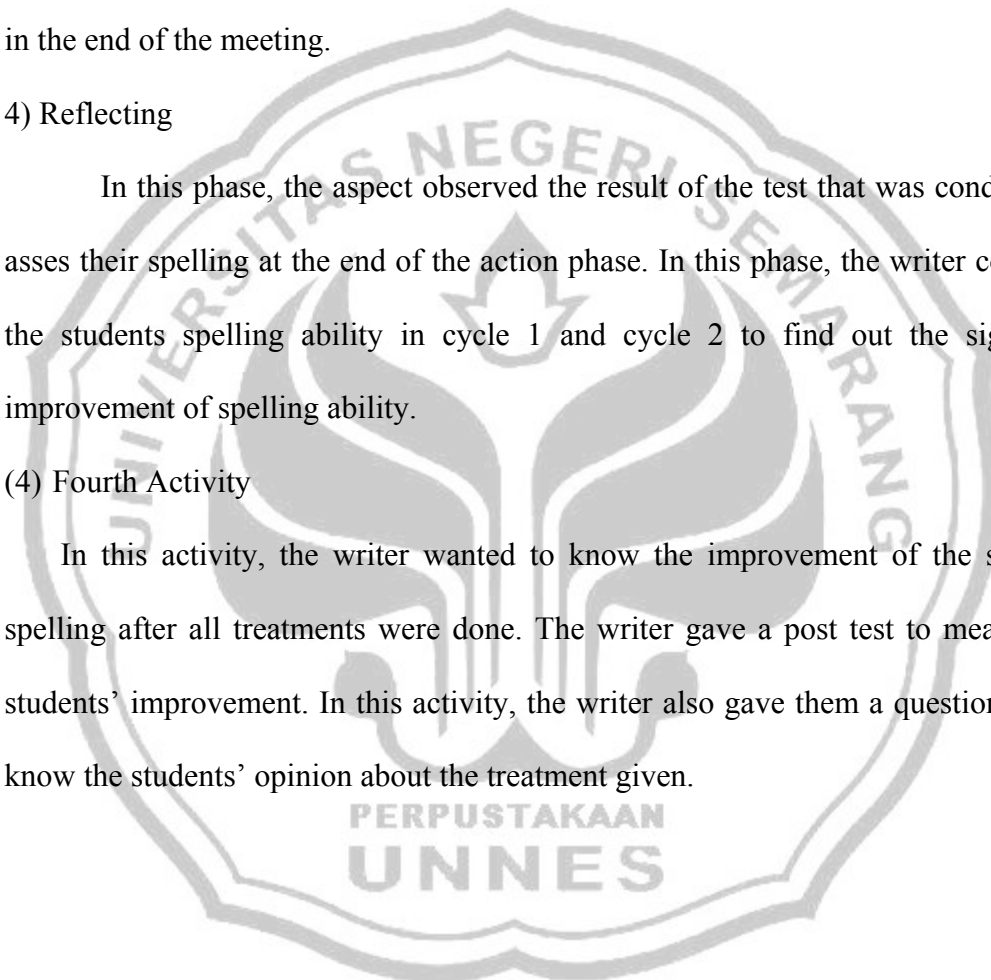 in the end of the meeting.
4) Reflecting
In this phase, the aspect observed the result of the test that was
asses their spelling at the end of the action phase. In this phase, the writer
the students spelling ability in cycle 1 and cycle 2 to find out the
improvement of spelling ability.
(4) Fourth Activity
In this activity, the writer wanted to know the improvement of the
spelling after all treatments were done. The writer gave a post test to
students’ improvement. In this activity, the writer also gave them a
know the students’ opinion about the treatment given.
UNIVERSITAS NEGERI SEMARANG
PERPUSTAKAAN
UNNES